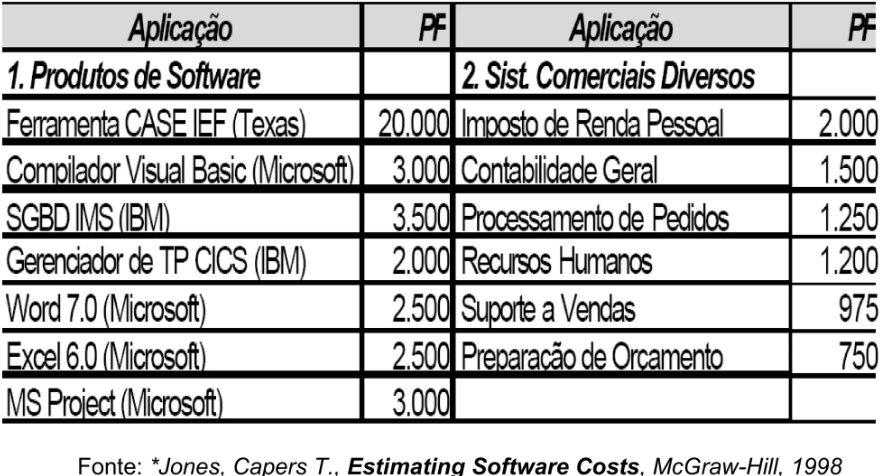 Aplicação PF Aplicação PF
1. Produtos de Software 2. Sist. Comerciais Diversos
Ferramenta CASE IEF (Texas) 20.000 Imposto de Renda Pessoal 2.000
Compilador Visual Basic (Microsoft) 3.000 Contabilidade Geral 1.500
SGBD IMS (IBM) 3.500 Processamento de Pedidos 1.250
Gerenciador de TP CICS (IBM) 2.000 Recursos Humanos 1.200
Word 7.0 (Microsoft) 2.500 Suporte a Vendas 975
Excel 6.0 (Microsoft) 2.500 Preparação de Orçamento 750
MS Project (Microsoft) 3.000
Fonte: *Jones, Capers T., Estimating Software Costs, McGraw-Hill, 1998